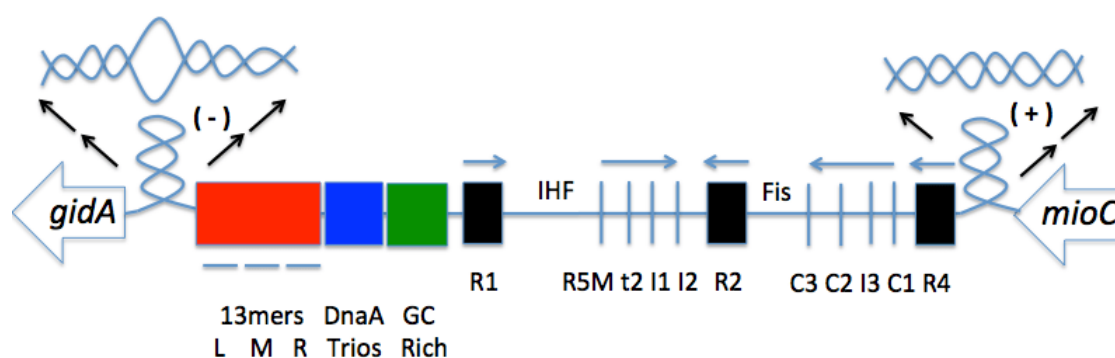 ( - )
( + )
gidA
IHF
Fis
mioC
R1
R5M t2 I1 I2
R2
C3 C2 I3 C1 R4
13mers
DnaA
GC
L M R
Trios
Rich